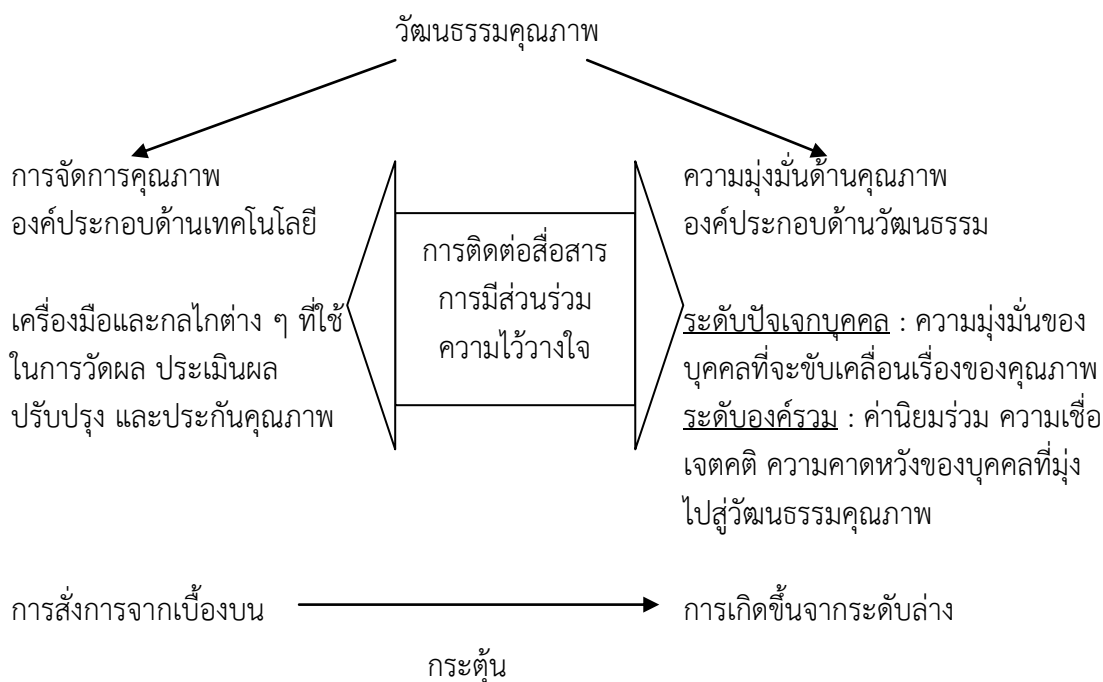 วัฒนธรรมคุณภาพ
การจัดการคุณภาพ
องค์ประกอบด้านเทคโนโลยี
เครื่องมือและกลไกต่าง ๆ ที่ใช้
ในการวัดผล ประเมินผล
ปรับปรุง และประกันคุณภาพ
การติดต่อสื่อสาร
การมีส่วนร่วม
ความไว้วางใจ
ความมุ่งมั่นด้านคุณภาพ
องค์ประกอบด้านวัฒนธรรม
ระดับปัจเจกบุคคล : ความมุ่งมั่นของ
บุคคลที่จะขับเคลื่อนเรื่องของคุณภาพ
ระดับองค์รวม : ค่านิยมร่วม ความเชื่อ
เจตคติ ความคาดหวังของบุคคลที่มุ่ง
ไปสู่วัฒนธรรมคุณภาพ
การสั่งการจากเบื้องบน
การเกิดขึ้นจากระดับล่าง
กระตุ้น